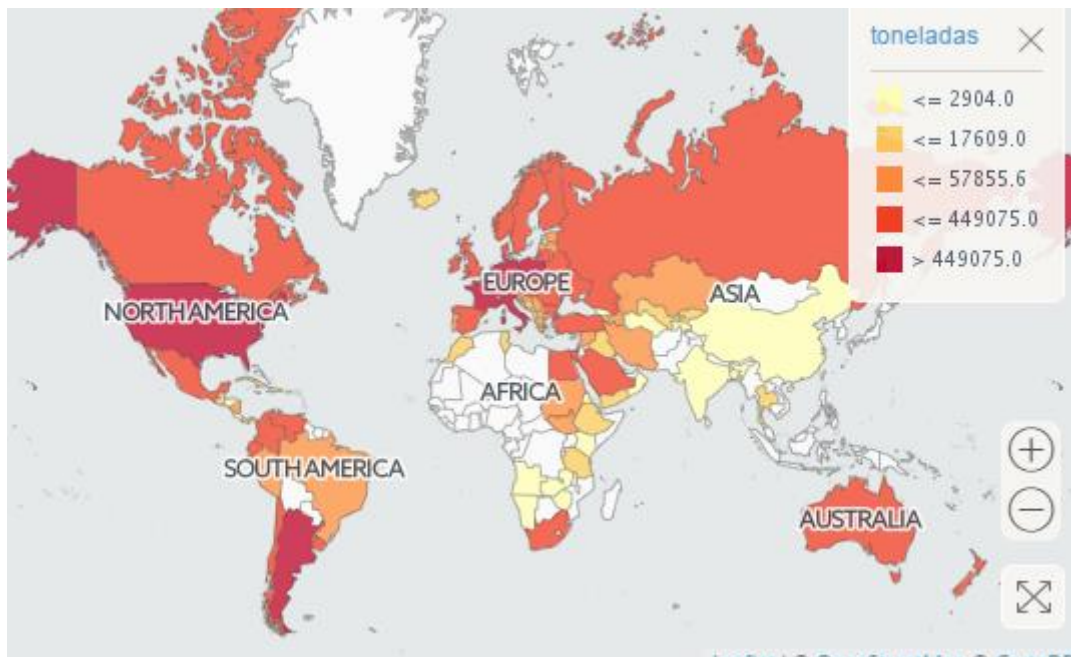 toneladas
<= 2904.0
<= 17609.0
<= 57855.6
<= 449075.0
> 449075.0
EUROPE
ASIA
NORTH AMERICA
AFRICA
SOUTH AMERICA
AUSTRALIA